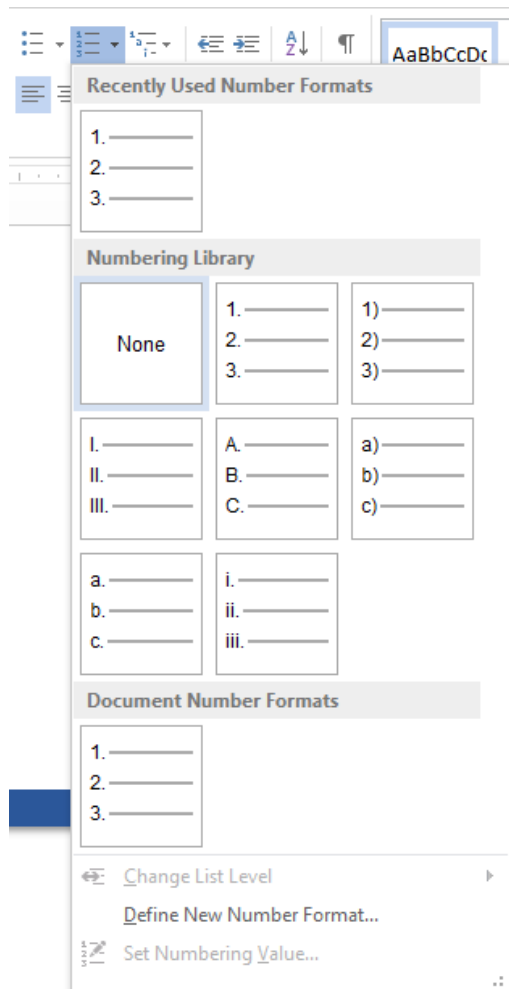 AaBbCcDc
Recently Used Number Formats
1.
2.
3.
Numbering Library
None
1.
2.
3.
1)
2)
3)
I.
II.
III.
A.
B.
C.
a)
b)
c)
a.
b.
c.
i.
ii.
iii.
Document Number Formats
1.
2.
3.
Change List Level
Define New Number Format...
Set Numbering Value...